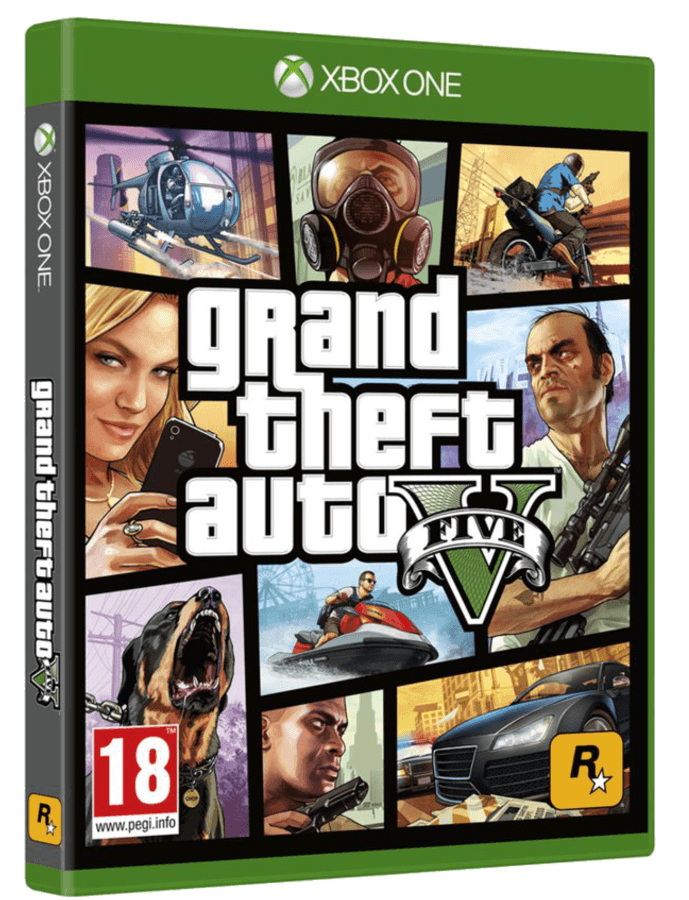 XBOX ONE
XBOX ONE
grand
theft
auto V
FIVE
grand theft auto V
18
www.pegi.info
R
R